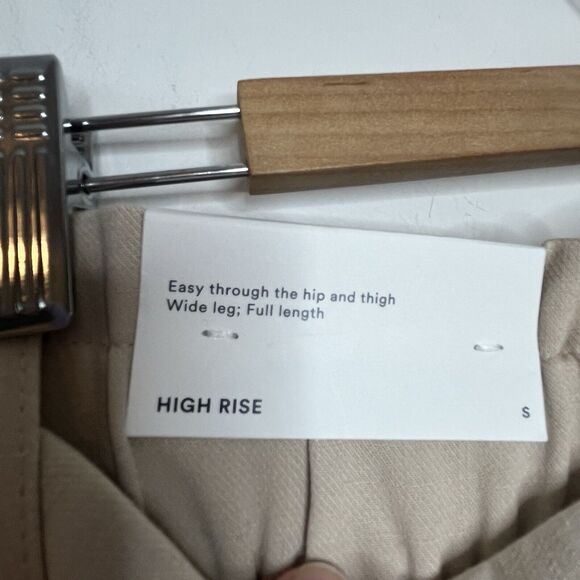 Easy through the hip and thigh
Wide leg; Full length
HIGH RISE
S